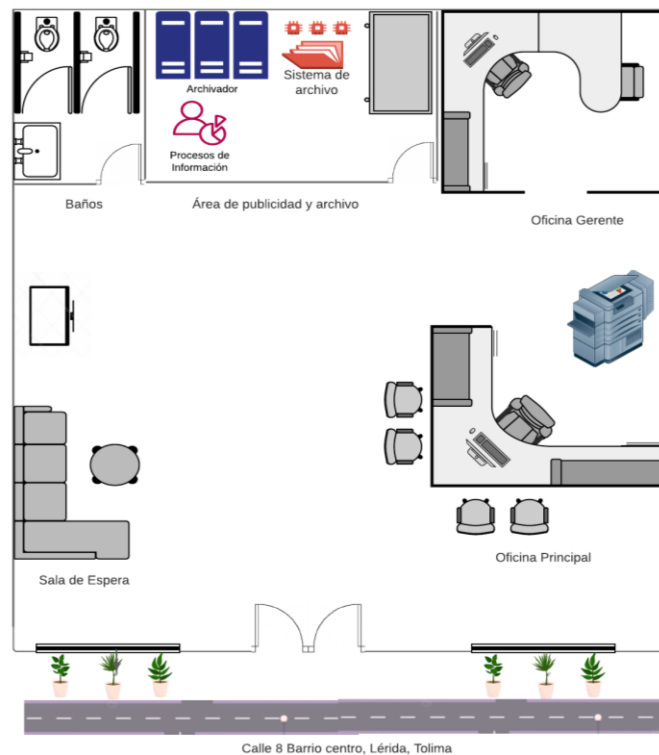 Archivador
Sistema de
archivo
Procesos de
Información
Baños
Área de publicidad y archivo
Oficina Gerente
Oficina Principal
Sala de Espera
Calle 8 Barrio centro, Lérida, Tolima